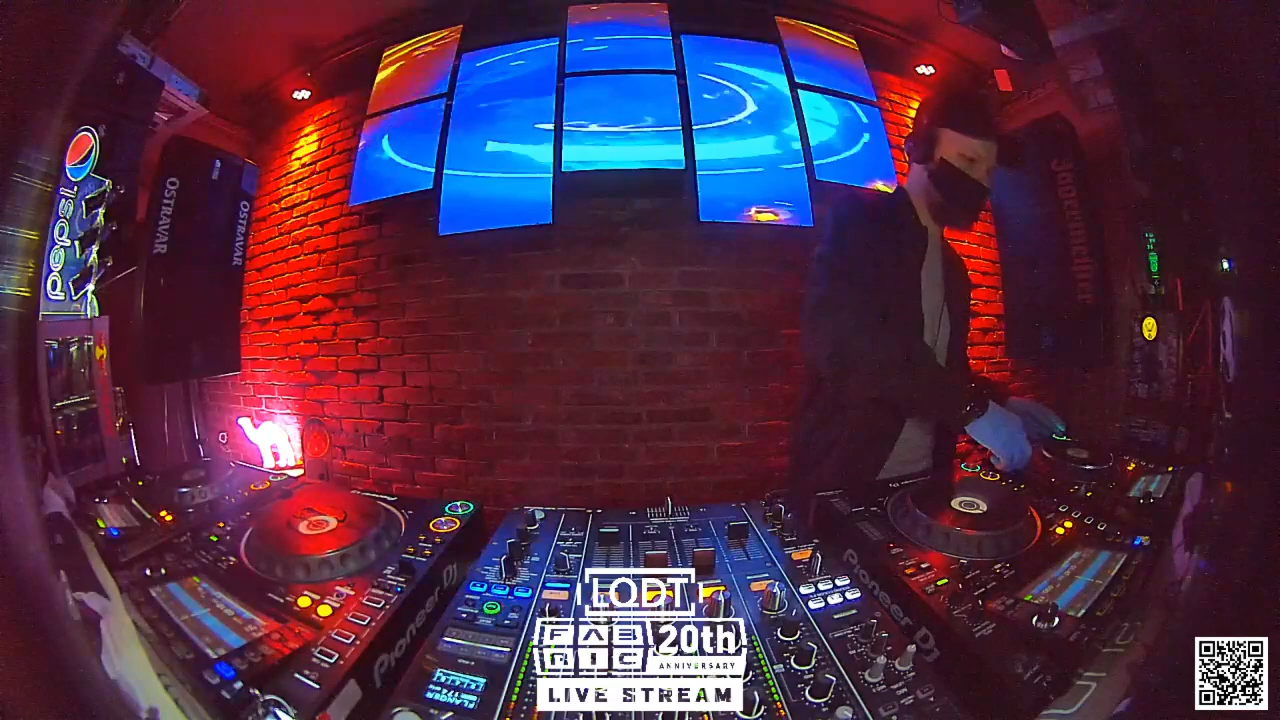 pepsi
OSTRAVAR
OSTRAVAR
Jägermeister
Pioneer DJ
Pioneer DJ
LODT
FABRIC 20th
ANNIVERSARY
LIVE STREAM